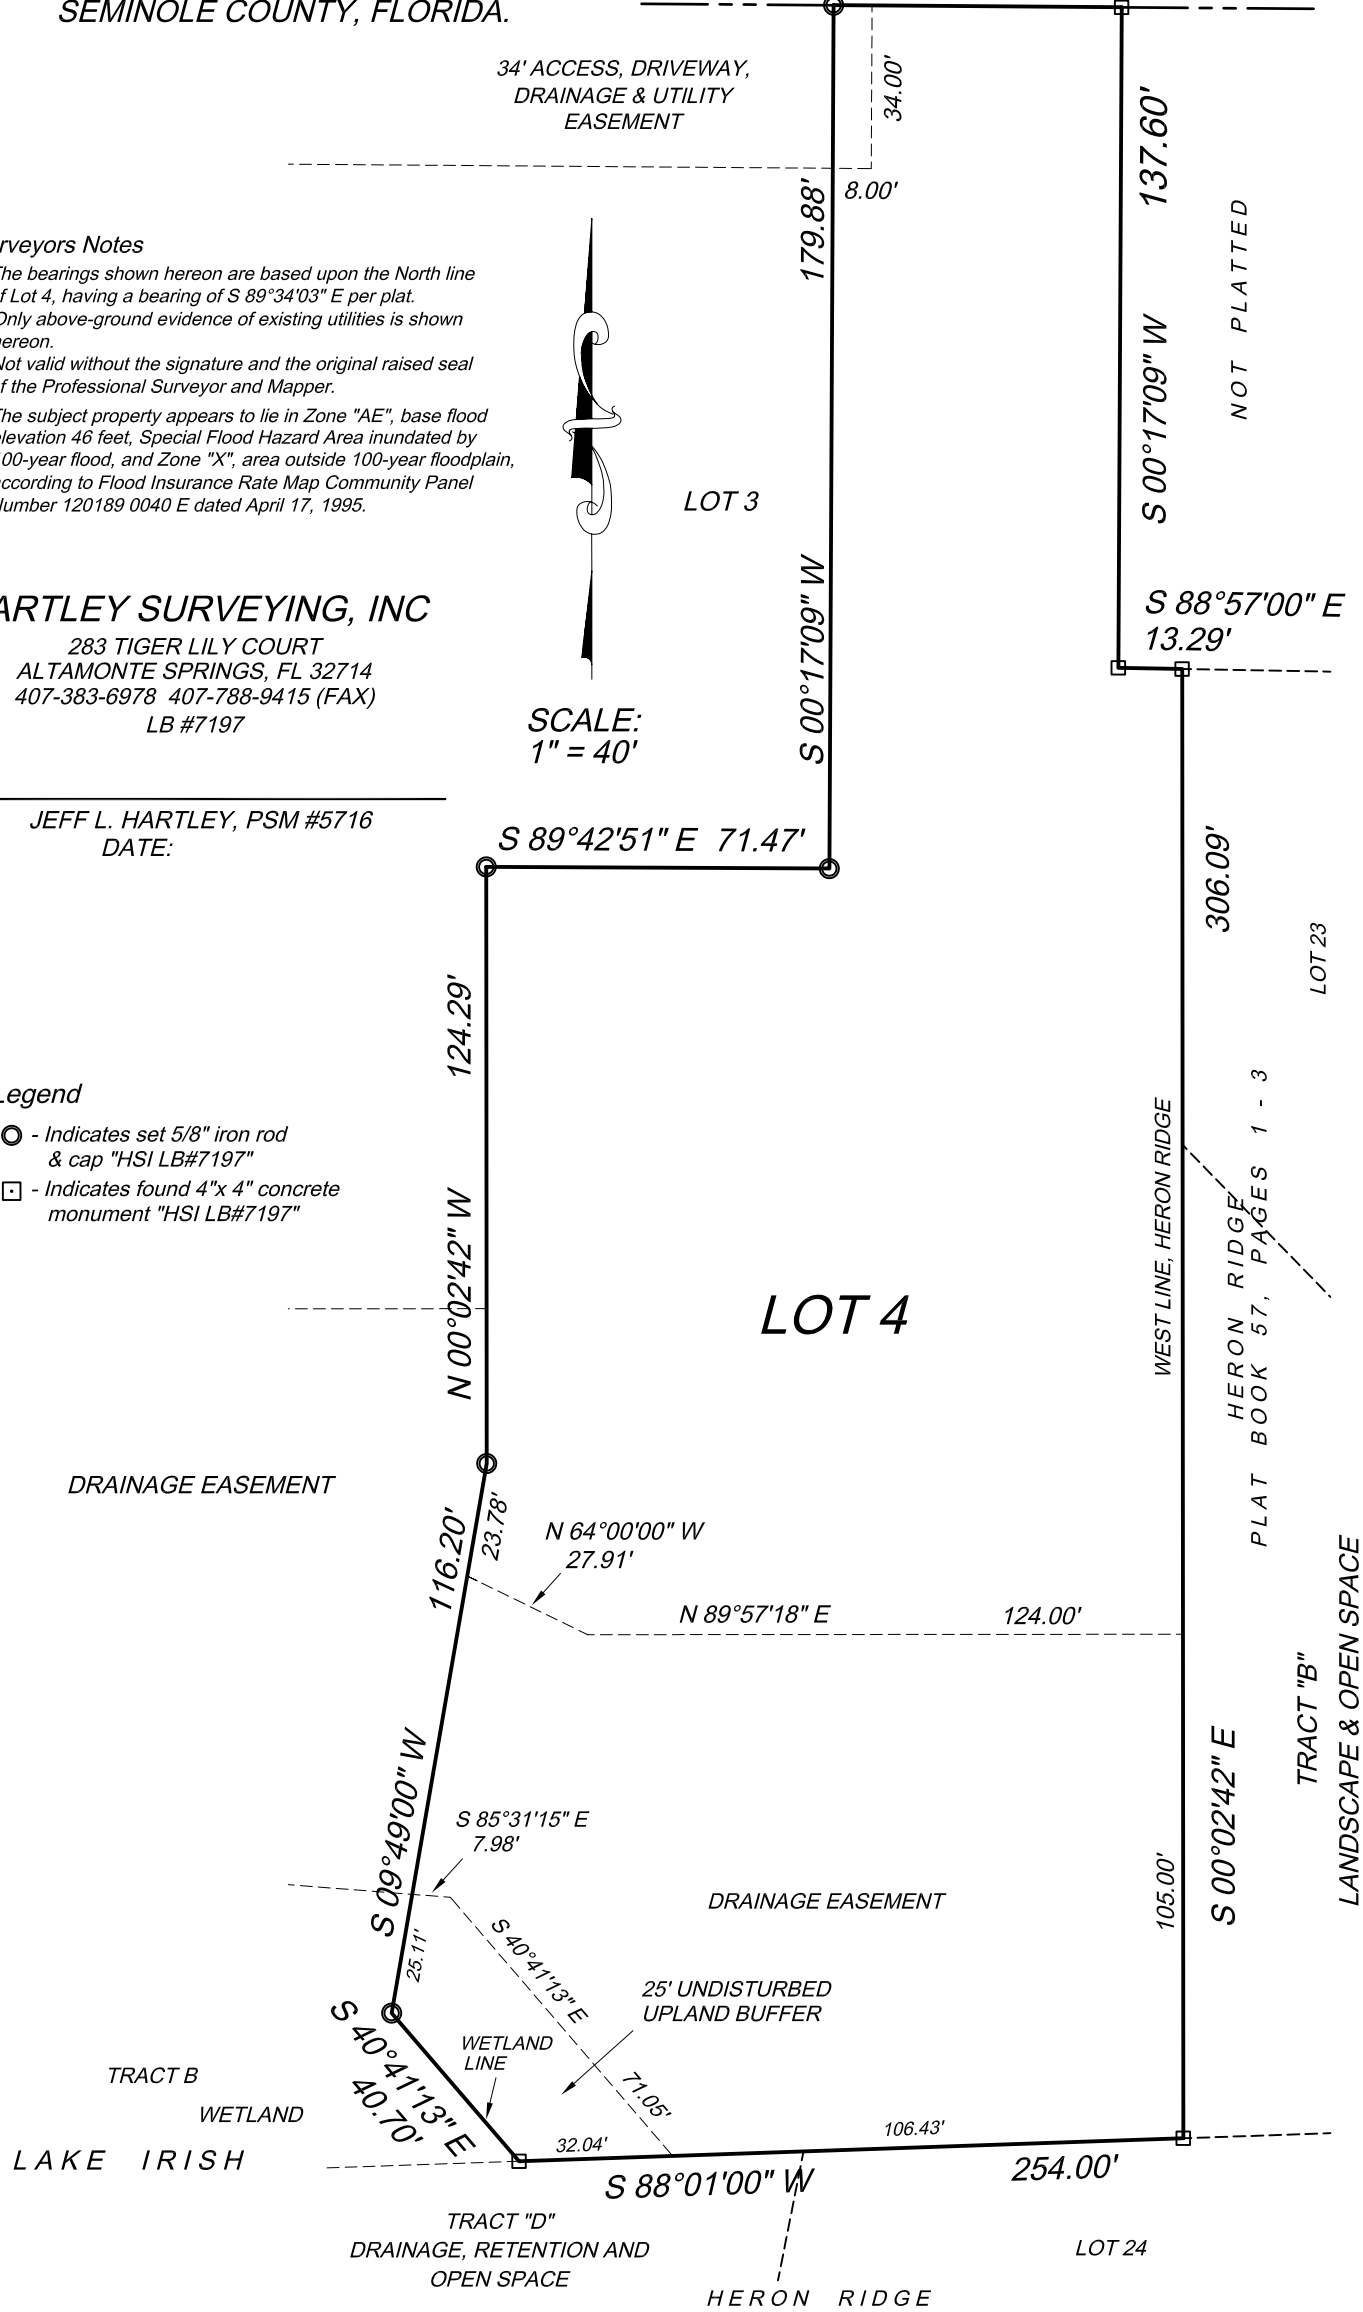 SEMINOLE COUNTY, FLORIDA.
34' ACCESS, DRIVEWAY,
DRAINAGE & UTILITY
EASEMENT
34.00'
8.00'
137.60'
179.88'
NOT PLATTED
rveyors Notes
he bearings shown hereon are based upon the North line
f Lot 4, having a bearing of S 89°34'03" E per plat.
Only above-ground evidence of existing utilities is shown
ereon.
Not valid without the signature and the original raised seal
f the Professional Surveyor and Mapper.
The subject property appears to lie in Zone "AE", base flood
elevation 46 feet, Special Flood Hazard Area inundated by
00-year flood, and Zone "X", area outside 100-year floodplain,
according to Flood Insurance Rate Map Community Panel
Number 120189 0040 E dated April 17, 1995.
S 00°17'09" W
LOT 3
S 00°17'09" W
S 88°57'00" E
13.29'
ARTLEY SURVEYING, INC
283 TIGER LILY COURT
ALTAMONTE SPRINGS, FL 32714
407-383-6978 407-788-9415 (FAX)
LB #7197
SCALE:
1" = 40'
JEFF L. HARTLEY, PSM #5716
DATE:
S 89°42'51" E 71.47'
306.09'
LOT 23
124.29'
Legend
- Indicates set 5/8" iron rod
& cap "HSI LB#7197"
- Indicates found 4"x 4" concrete
monument "HSI LB#7197"
N 00°02'42" W
LOT 4
WEST LINE, HERON RIDGE
HERON RIDGE
PLAT BOOK 57, PAGES 1 - 3
DRAINAGE EASEMENT
116.20'
23.78'
N 64°00'00" W
27.91'
N 89°57'18" E
124.00'
TRACT "B"
LANDSCAPE & OPEN SPACE
S 09°49'00" W
S 85°31'15" E
7.98'
S 00°02'42" E
105.00'
DRAINAGE EASEMENT
25.11'
S 40°41'13" E
71.05'
25' UNDISTURBED
UPLAND BUFFER
WETLAND
LINE
S 40°41'13" E
40.70'
TRACT B
WETLAND
LAKE IRISH
32.04'
106.43'
S 88°01'00" W
254.00'
TRACT "D"
DRAINAGE, RETENTION AND
OPEN SPACE
LOT 24
HERON RIDGE